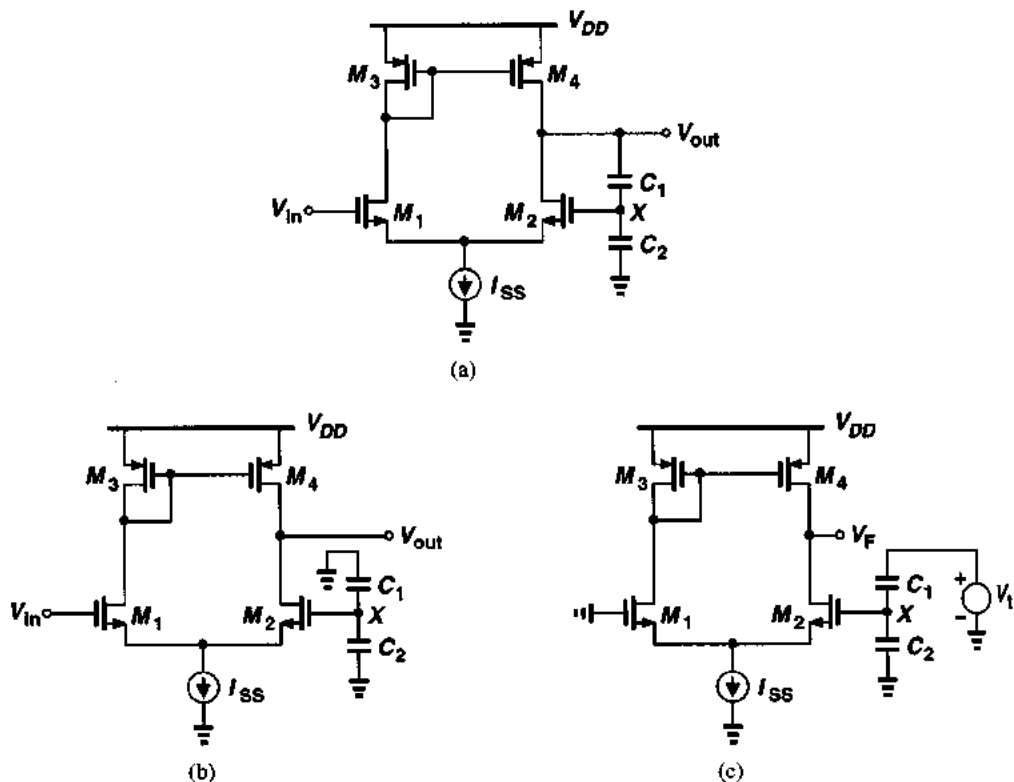 V_DD
M_3
M_4
V_out
C_1
V_in
M_1
M_2
X
C_2
I_SS
(a)
V_DD
M_3
M_4
V_out
C_1
V_in
M_1
M_2
X
C_2
I_SS
(b)
V_DD
M_3
M_4
V_F
C_1
+
V_t
-
M_1
M_2
X
C_2
I_SS
(c)